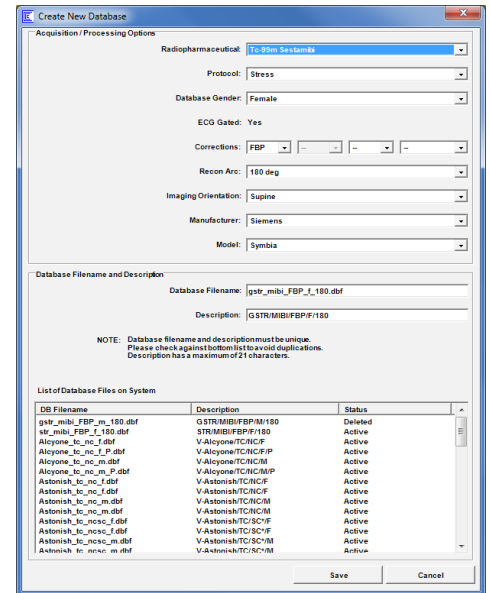 Create New Database
Acquisition / Processing Options
Radiopharmaceutical: Tc-99m Sestamibi
Protocol: Stress
Database Gender: Female
ECG Gated: Yes
Corrections: FBP -- -- --
Recon Arc: 180 deg
Imaging Orientation: Supine
Manufacturer: Siemens
Model: Symbia
Database Filename and Description
Database Filename: gstr_mibi_FBP_f_180.dbf
Description: GSTR/MIBI/FBP/F/180
NOTE: Database filename and description must be unique.
Please check against bottom list to avoid duplications.
Description has a maximum of 21 characters.
List of Database Files on System
DB Filename Description Status
gstr_mibi_FBP_m_180.dbf GSTR/MIBI/FBP/M/180 Deleted
str_mibi_FBP_f_180.dbf STR/MIBI/FBP/F/180 Active
Alcyone_tc_nc_f.dbf V-Alcyone/TC/NC/F Active
Alcyone_tc_nc_f_P.dbf V-Alcyone/TC/NC/F/P Active
Alcyone_tc_nc_m.dbf V-Alcyone/TC/NC/M Active
Alcyone_tc_nc_m_P.dbf V-Alcyone/TC/NC/M/P Active
Astonish_tc_nc_f.dbf V-Astonish/TC/NC/F Active
Astonish_tc_nc_f.dbf V-Astonish/TC/NC/F Active
Astonish_tc_nc_m.dbf V-Astonish/TC/NC/M Active
Astonish_tc_nc_m.dbf V-Astonish/TC/NC/M Active
Astonish_tc_ncsc_f.dbf V-Astonish/TC/SC*/F Active
Astonish_tc_ncsc_f.dbf V-Astonish/TC/SC*/F Active
Astonish_tc_ncsc_m.dbf V-Astonish/TC/SC*/M Active
Astonish_tc_ncsc_m.dbf V-Astonish/TC/SC*/M Active
Save Cancel